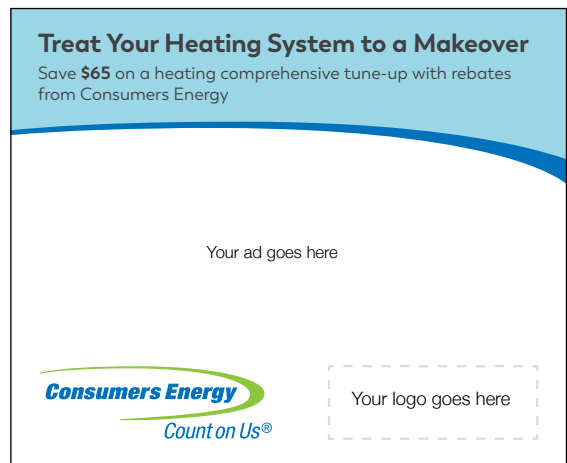 Treat Your Heating System to a Makeover
Save $65 on a heating comprehensive tune-up with rebates
from Consumers Energy
Your ad goes here
Consumers Energy
Count on Us®
Your logo goes here